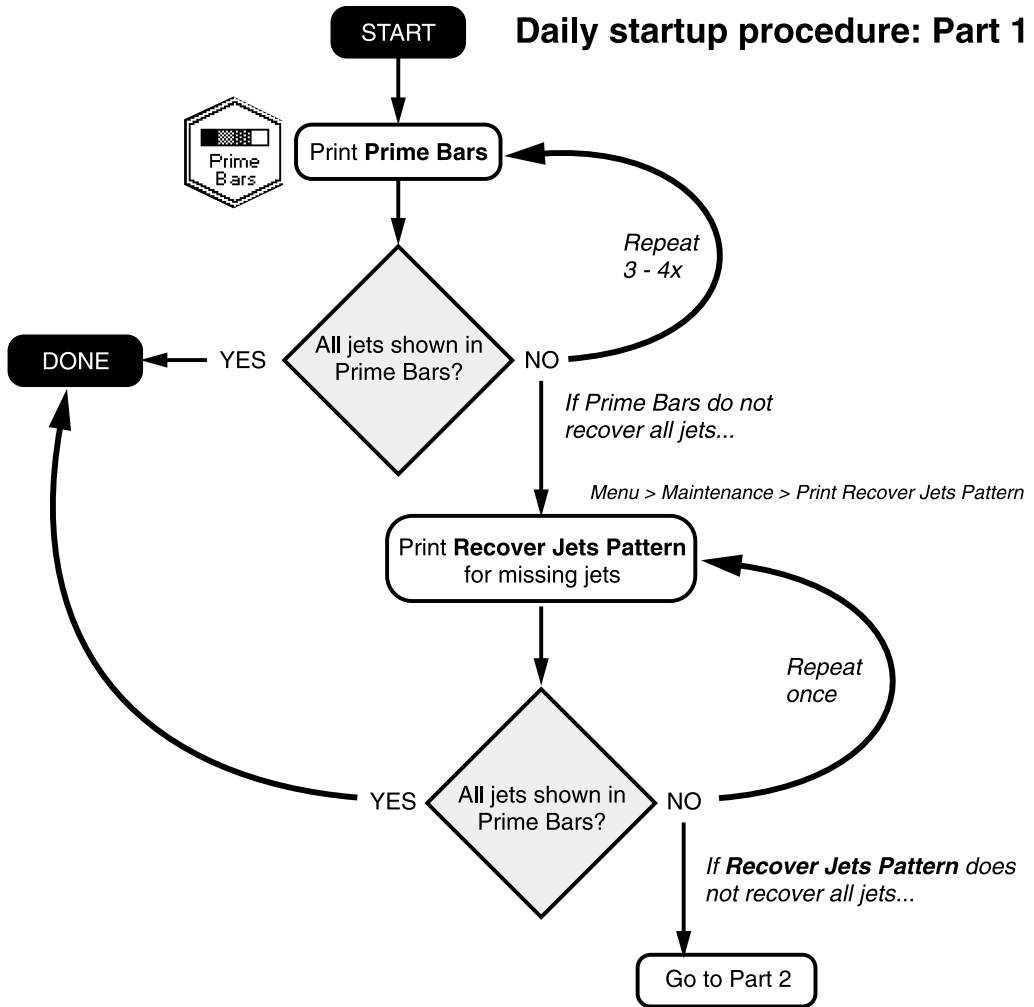 START
Daily startup procedure: Part 1
Prime
Bars
Print Prime Bars
Repeat
3 - 4x
All jets shown in
Prime Bars?
DONE
YES
NO
If Prime Bars do not
recover all jets...
Menu > Maintenance > Print Recover Jets Pattern
Print Recover Jets Pattern
for missing jets
Repeat
once
All jets shown in
Prime Bars?
YES
NO
If Recover Jets Pattern does
not recover all jets...
Go to Part 2